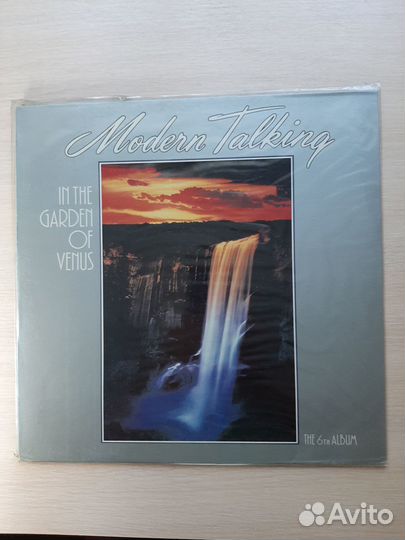 Modern Talking
IN THE
GARDEN
OF
VENUS
THE 6TH ALBUM
Avito